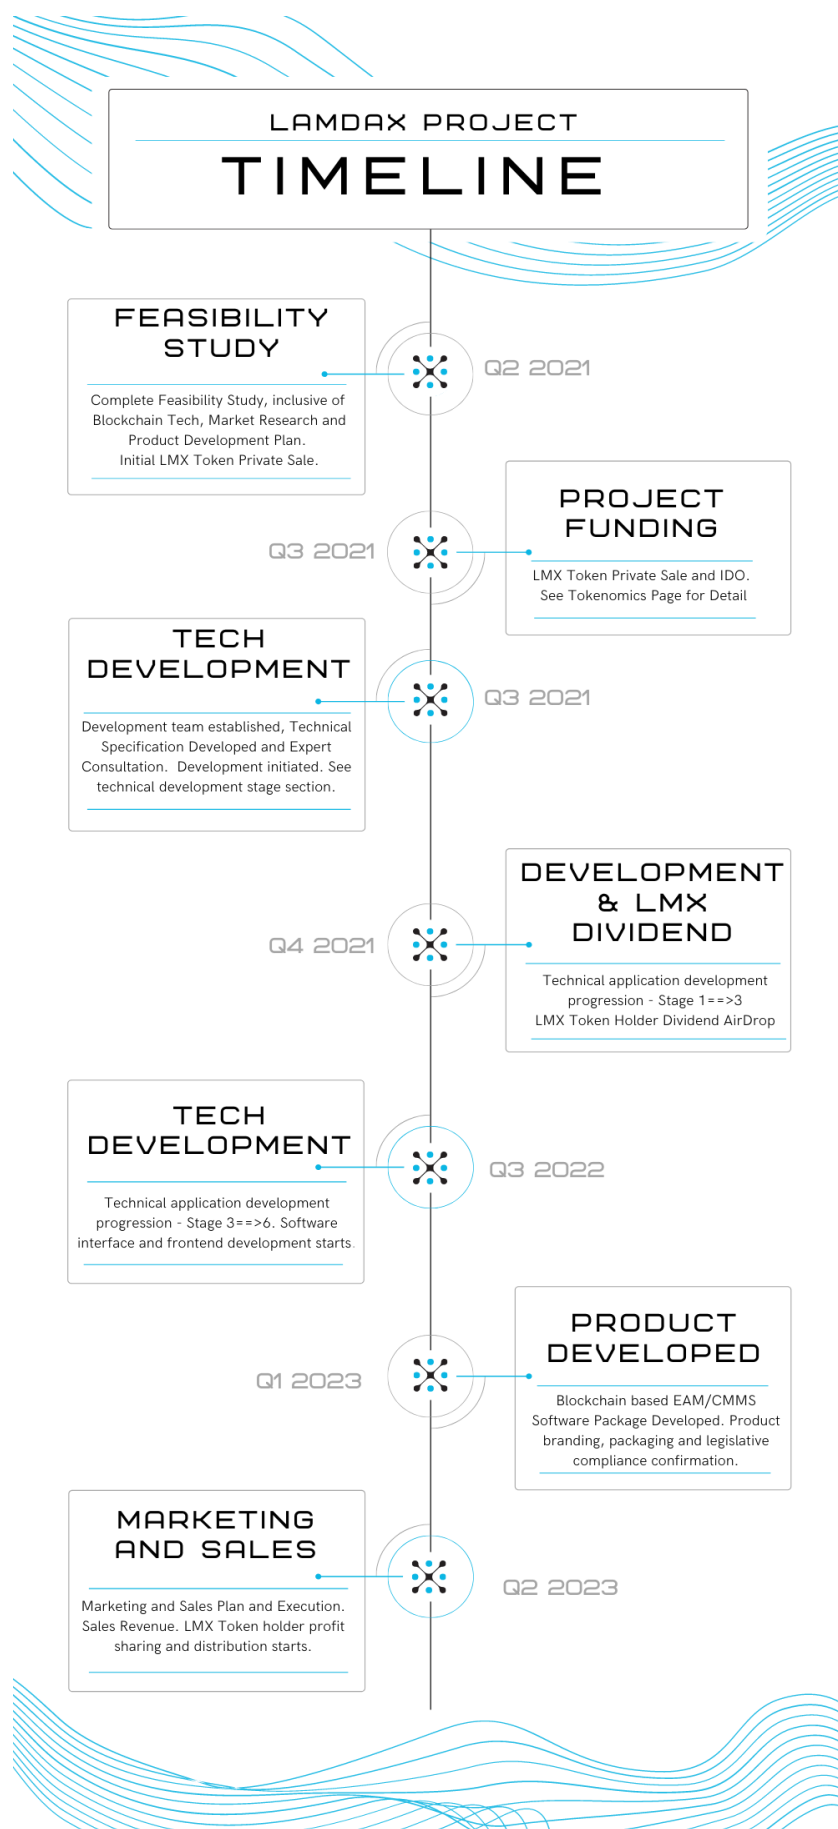 LAMDAX PROJECT
TIMELINE
FEASIBILITY
STUDY
Complete Feasibility Study, inclusive of
Blockchain Tech, Market Research and
Product Development Plan.
Initial LMX Token Private Sale.
Q2 2021
Q3 2021
PROJECT
FUNDING
LMX Token Private Sale and IDO.
See Tokenomics Page for Detail
TECH
DEVELOPMENT
Development team established, Technical
Specification Developed and Expert
Consultation.  Development initiated. See
technical development stage section.
Q3 2021
Q4 2021
DEVELOPMENT
& LMX
DIVIDEND
Technical application development
progression - Stage 1==>3
LMX Token Holder Dividend AirDrop
TECH
DEVELOPMENT
Technical application development
progression - Stage 3==>6. Software
interface and frontend development starts.
Q3 2022
Q1 2023
PRODUCT
DEVELOPED
Blockchain based EAM/CMMS
Software Package Developed. Product
branding, packaging and legislative
compliance confirmation.
MARKETING
AND SALES
Marketing and Sales Plan and Execution.
Sales Revenue. LMX Token holder profit
sharing and distribution starts.
Q2 2023